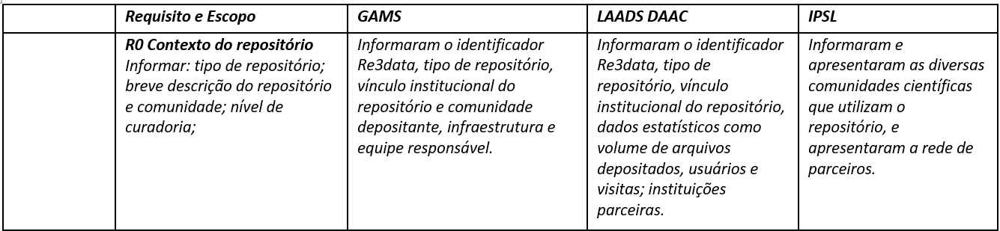 Requisito e Escopo
GAMS
LAADS DAAC
IPSL
R0 Contexto do repositório
Informar: tipo de repositório;
breve descrição do repositório
e comunidade; nível de
curadoria;
Informaram o identificador
Re3data, tipo de repositório,
vínculo institucional do
repositório e comunidade
depositante, infraestrutura e
equipe responsável.
Informaram o identificador
Re3data, tipo de
repositório, vínculo
institucional do repositório,
dados estatísticos como
volume de arquivos
depositados, usuários e
visitas; instituições
parceiras.
Informaram e
apresentaram as diversas
comunidades científicas
que utilizam o
repositório, e
apresentaram a rede de
parceiros.